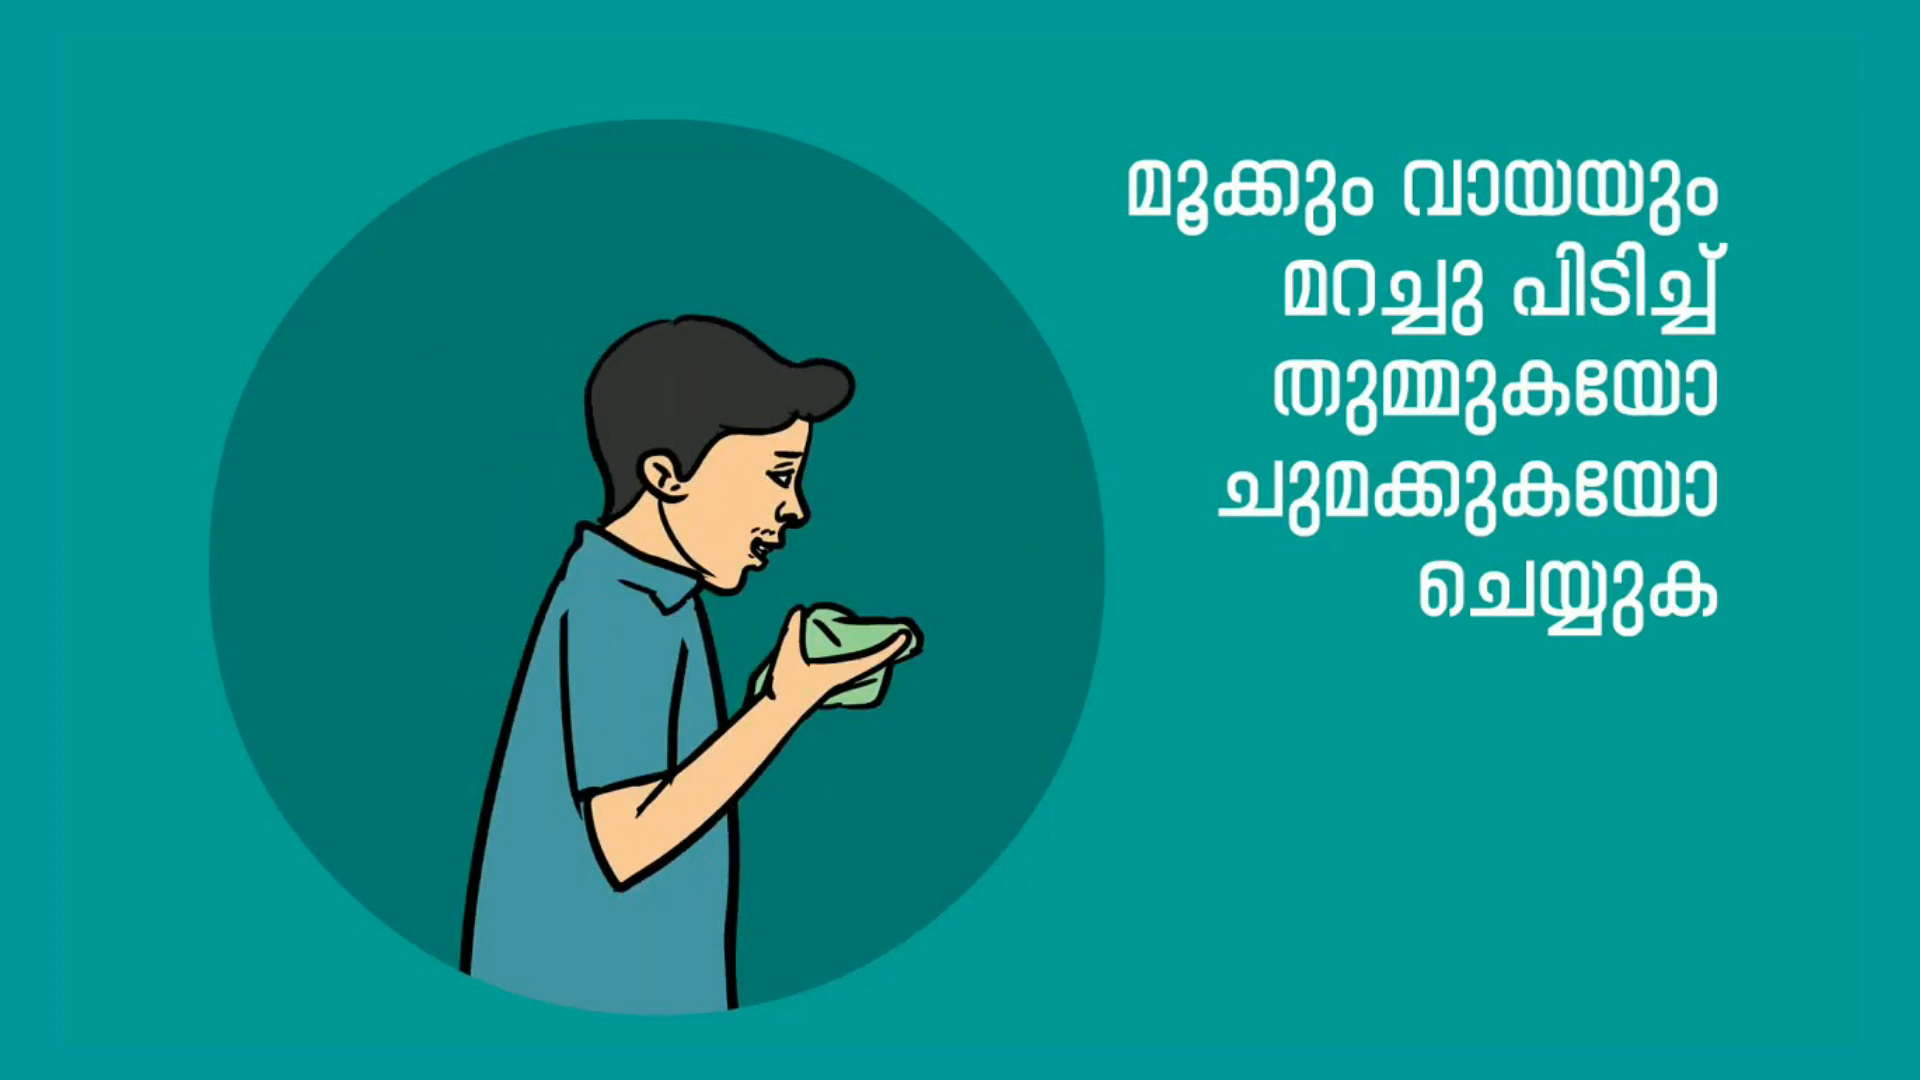 മൂക്കും വായയും
മറച്ചു പിടിച്ച്
തുമ്മുകയോ
ചുമക്കുകയോ
ചെയ്യുക